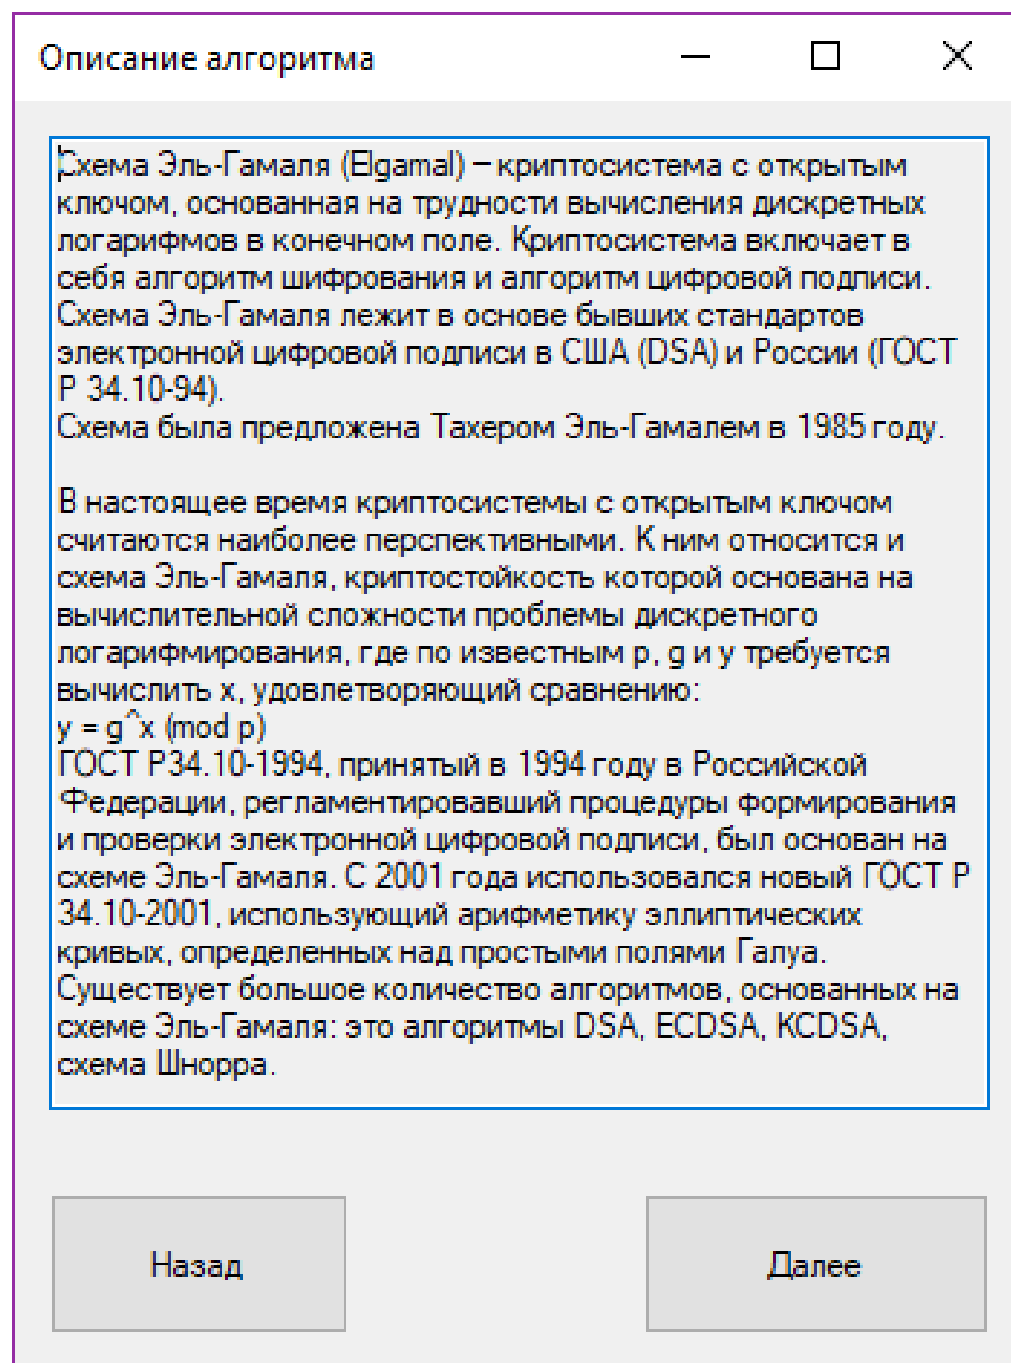 Описание алгоритма
Схема Эль-Гамаля (Elgamal) – криптосистема с открытым
ключом, основанная на трудности вычисления дискретных
логарифмов в конечном поле. Криптосистема включает в
себя алгоритм шифрования и алгоритм цифровой подписи.
Схема Эль-Гамаля лежит в основе бывших стандартов
электронной цифровой подписи в США (DSA) и России (ГОСТ
Р 34.10-94).
Схема была предложена Тахером Эль-Гамалем в 1985 году.
В настоящее время криптосистемы с открытым ключом
считаются наиболее перспективными. К ним относится и
схема Эль-Гамаля, криптостойкость которой основана на
вычислительной сложности проблемы дискретного
логарифмирования, где по известным p, g и y требуется
вычислить x, удовлетворяющий сравнению:
y = g^x (mod p)
ГОСТ Р34.10-1994, принятый в 1994 году в Российской
Федерации, регламентировавший процедуры формирования
и проверки электронной цифровой подписи, был основан на
схеме Эль-Гамаля. С 2001 года использовался новый ГОСТ Р
34.10-2001, использующий арифметику эллиптических
кривых, определенных над простыми полями Галуа.
Существует большое количество алгоритмов, основанных на
схеме Эль-Гамаля: это алгоритмы DSA, ECDSA, KCDSA,
схема Шнорра.
Назад
Далее